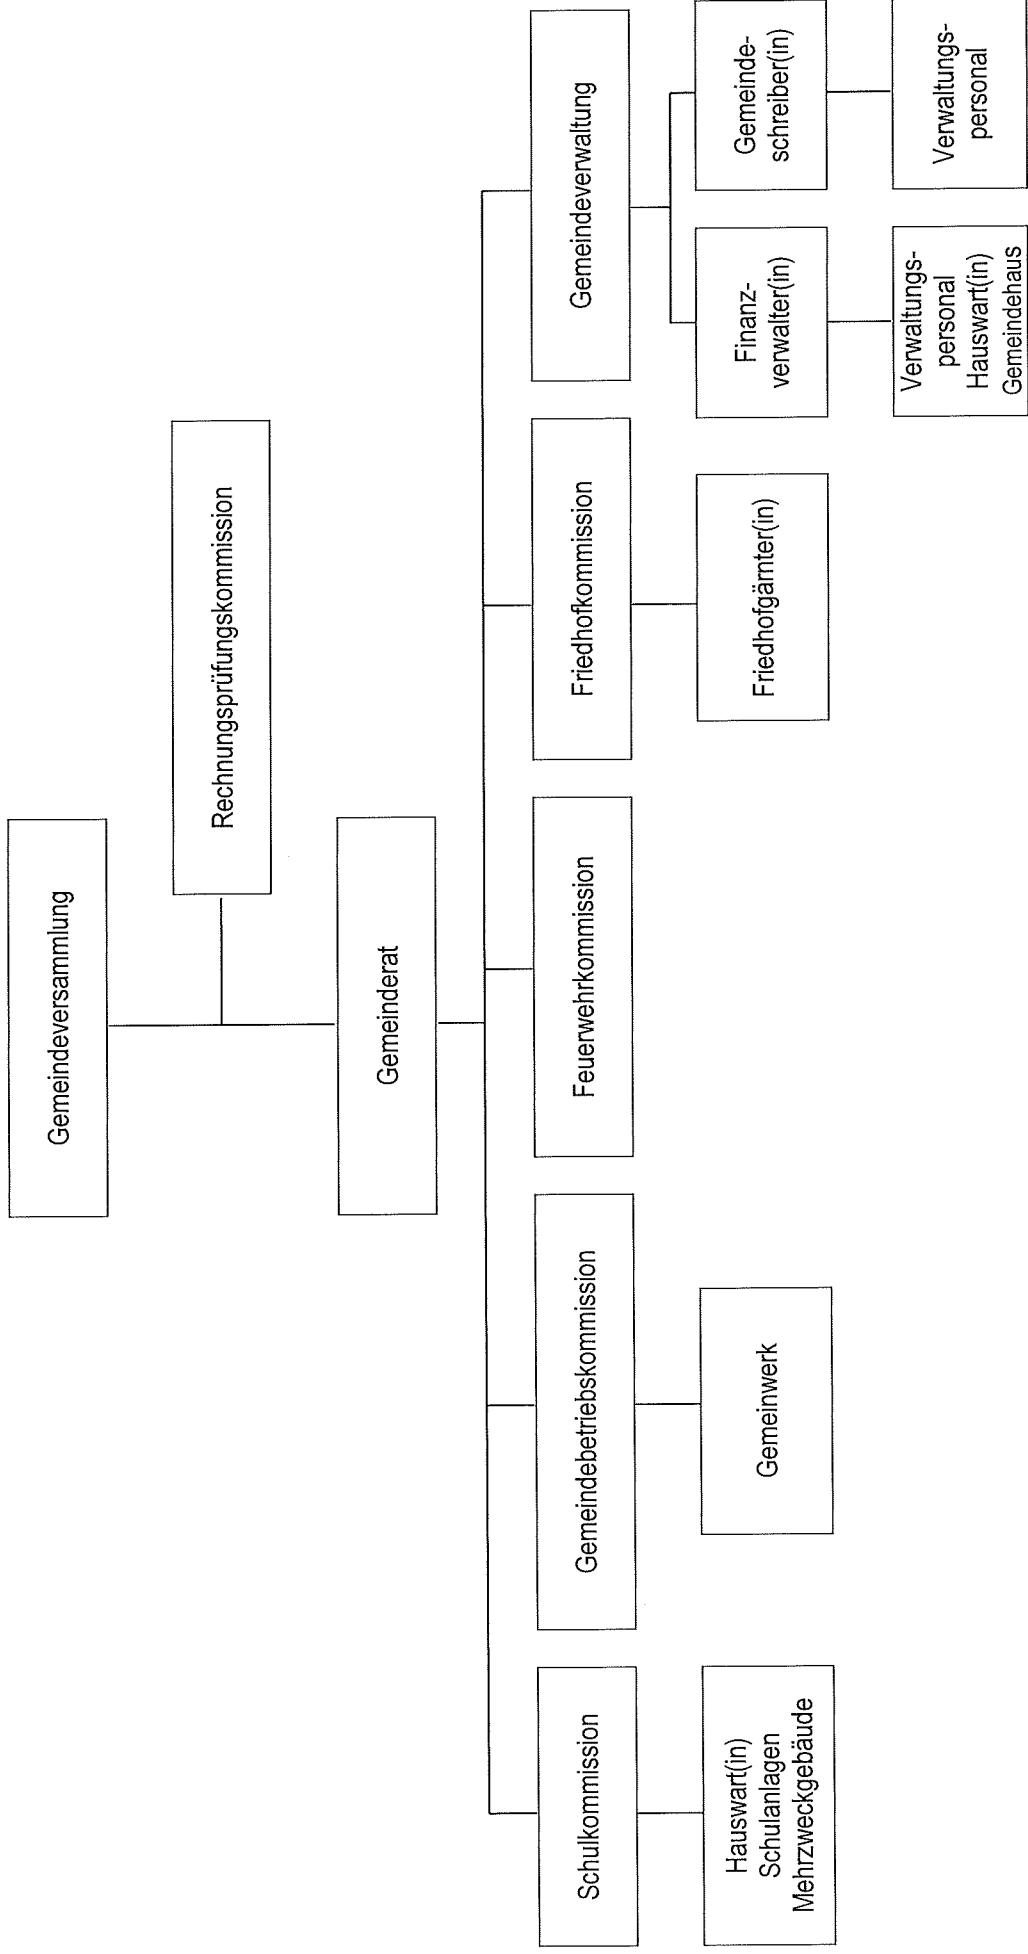 Gemeindeversammlung
Rechnungsprüfungskommission
Gemeinderat
Schulkommission
Gemeindebetriebskommission
Feuerwehrkommission
Friedhofkommission
Gemeindeverwaltung
Hauswart(in)
Schulanlagen
Mehrzweckgebäude
Gemeinwerk
Friedhofgärnter(in)
Finanz-
verwalter(in)
Gemeinde-
schreiber(in)
Verwaltungs-
personal
Hauswart(in)
Gemeindehaus
Verwaltungs-
personal